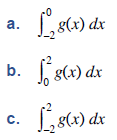 a. ∫_{-2}^{0} g(x) dx
b. ∫_{0}^{2} g(x) dx
c. ∫_{-2}^{2} g(x) dx